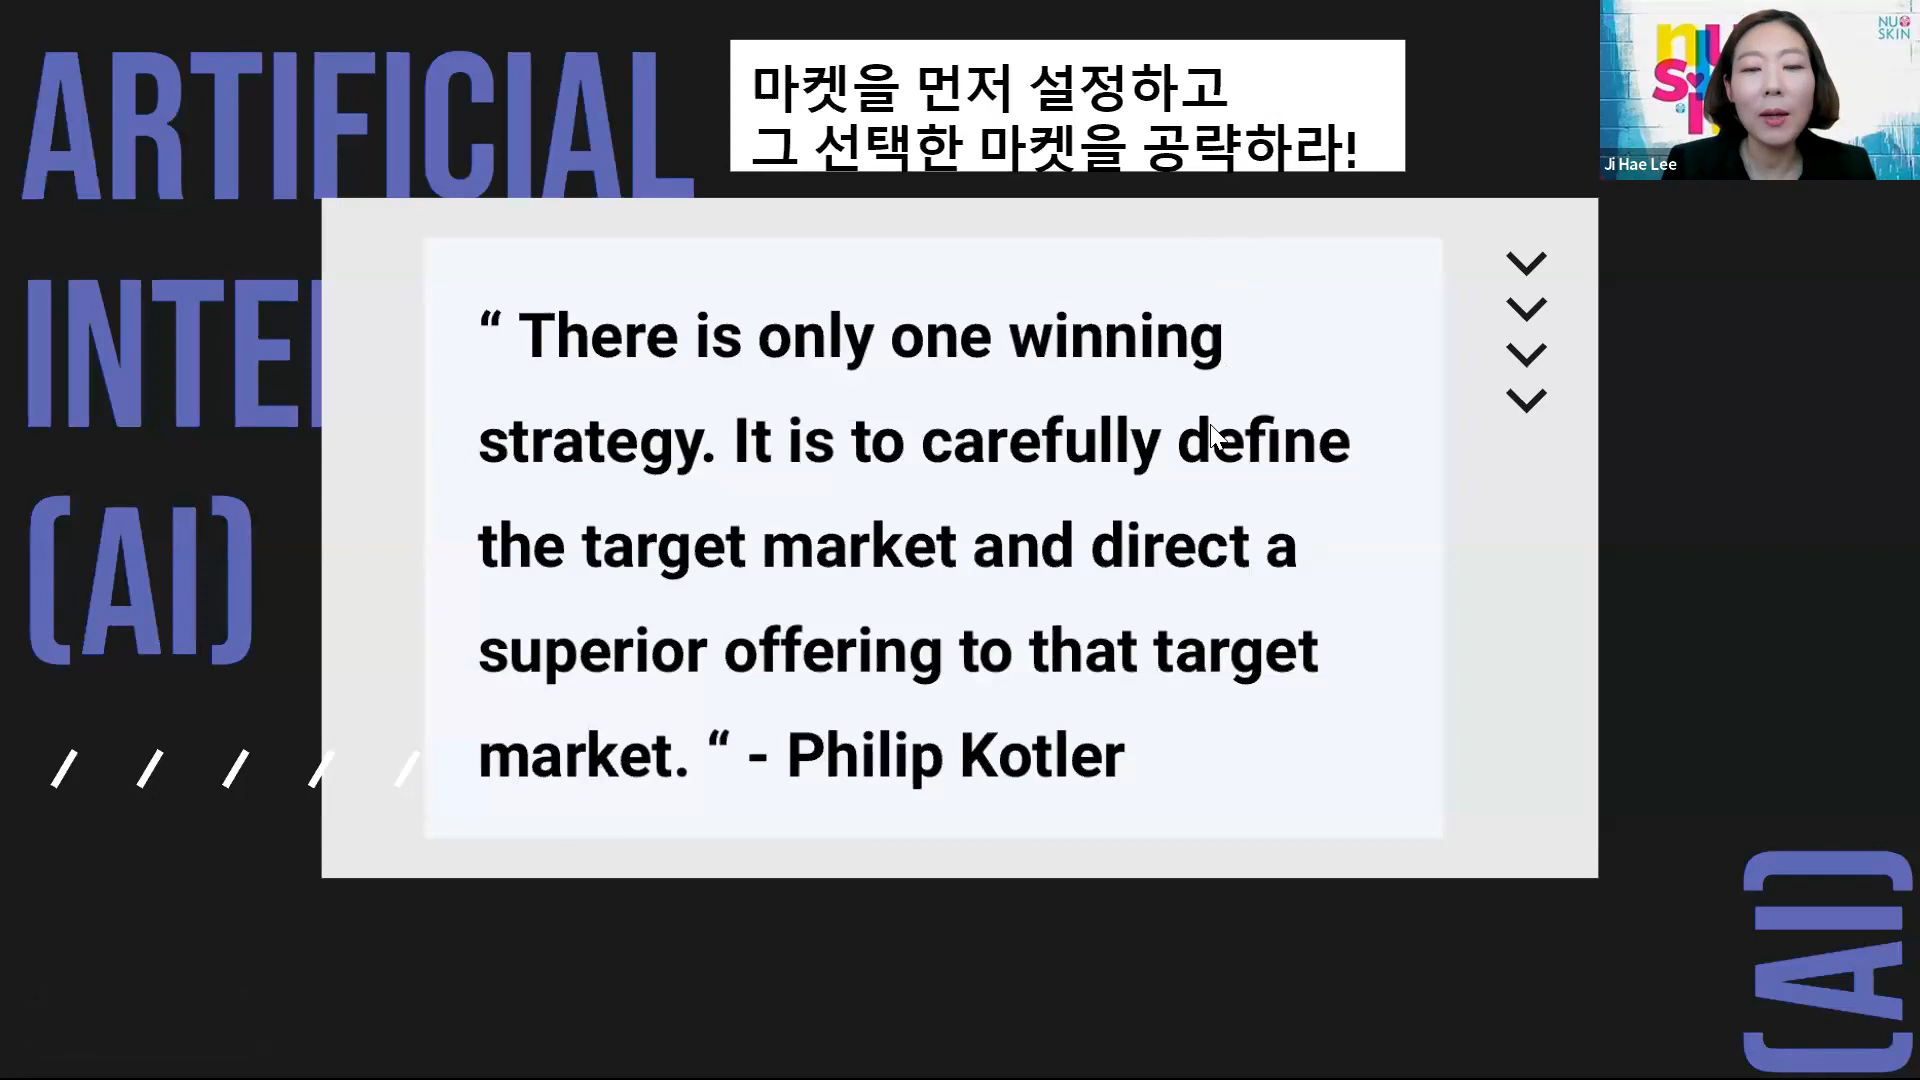 ARTIFICIAL
마켓을 먼저 설정하고
그 선택한 마켓을 공략하라!
NU
SKIN
Ji Hae Lee
“ There is only one winning
strategy. It is to carefully define
the target market and direct a
superior offering to that target
market. “ - Philip Kotler
(AI)
(AI)